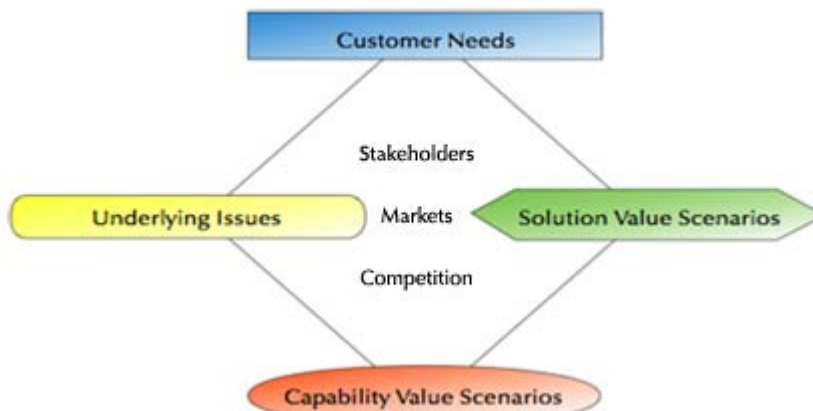 Customer Needs
Stakeholders
Underlying Issues
Markets
Solution Value Scenarios
Competition
Capability Value Scenarios